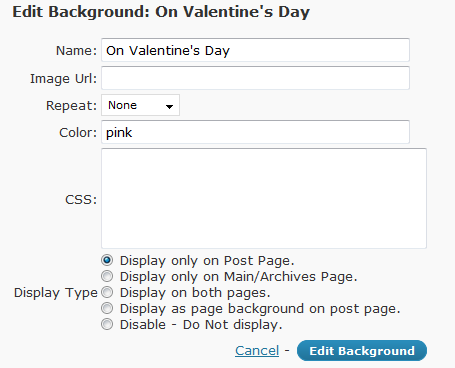 Edit Background: On Valentine's Day
Name: On Valentine's Day
Image Url:
Repeat: None
Color: pink
CSS:
Display only on Post Page.
Display only on Main/Archives Page.
Display Type Display on both pages.
Display as page background on post page.
Disable - Do Not display.
Cancel - Edit Background